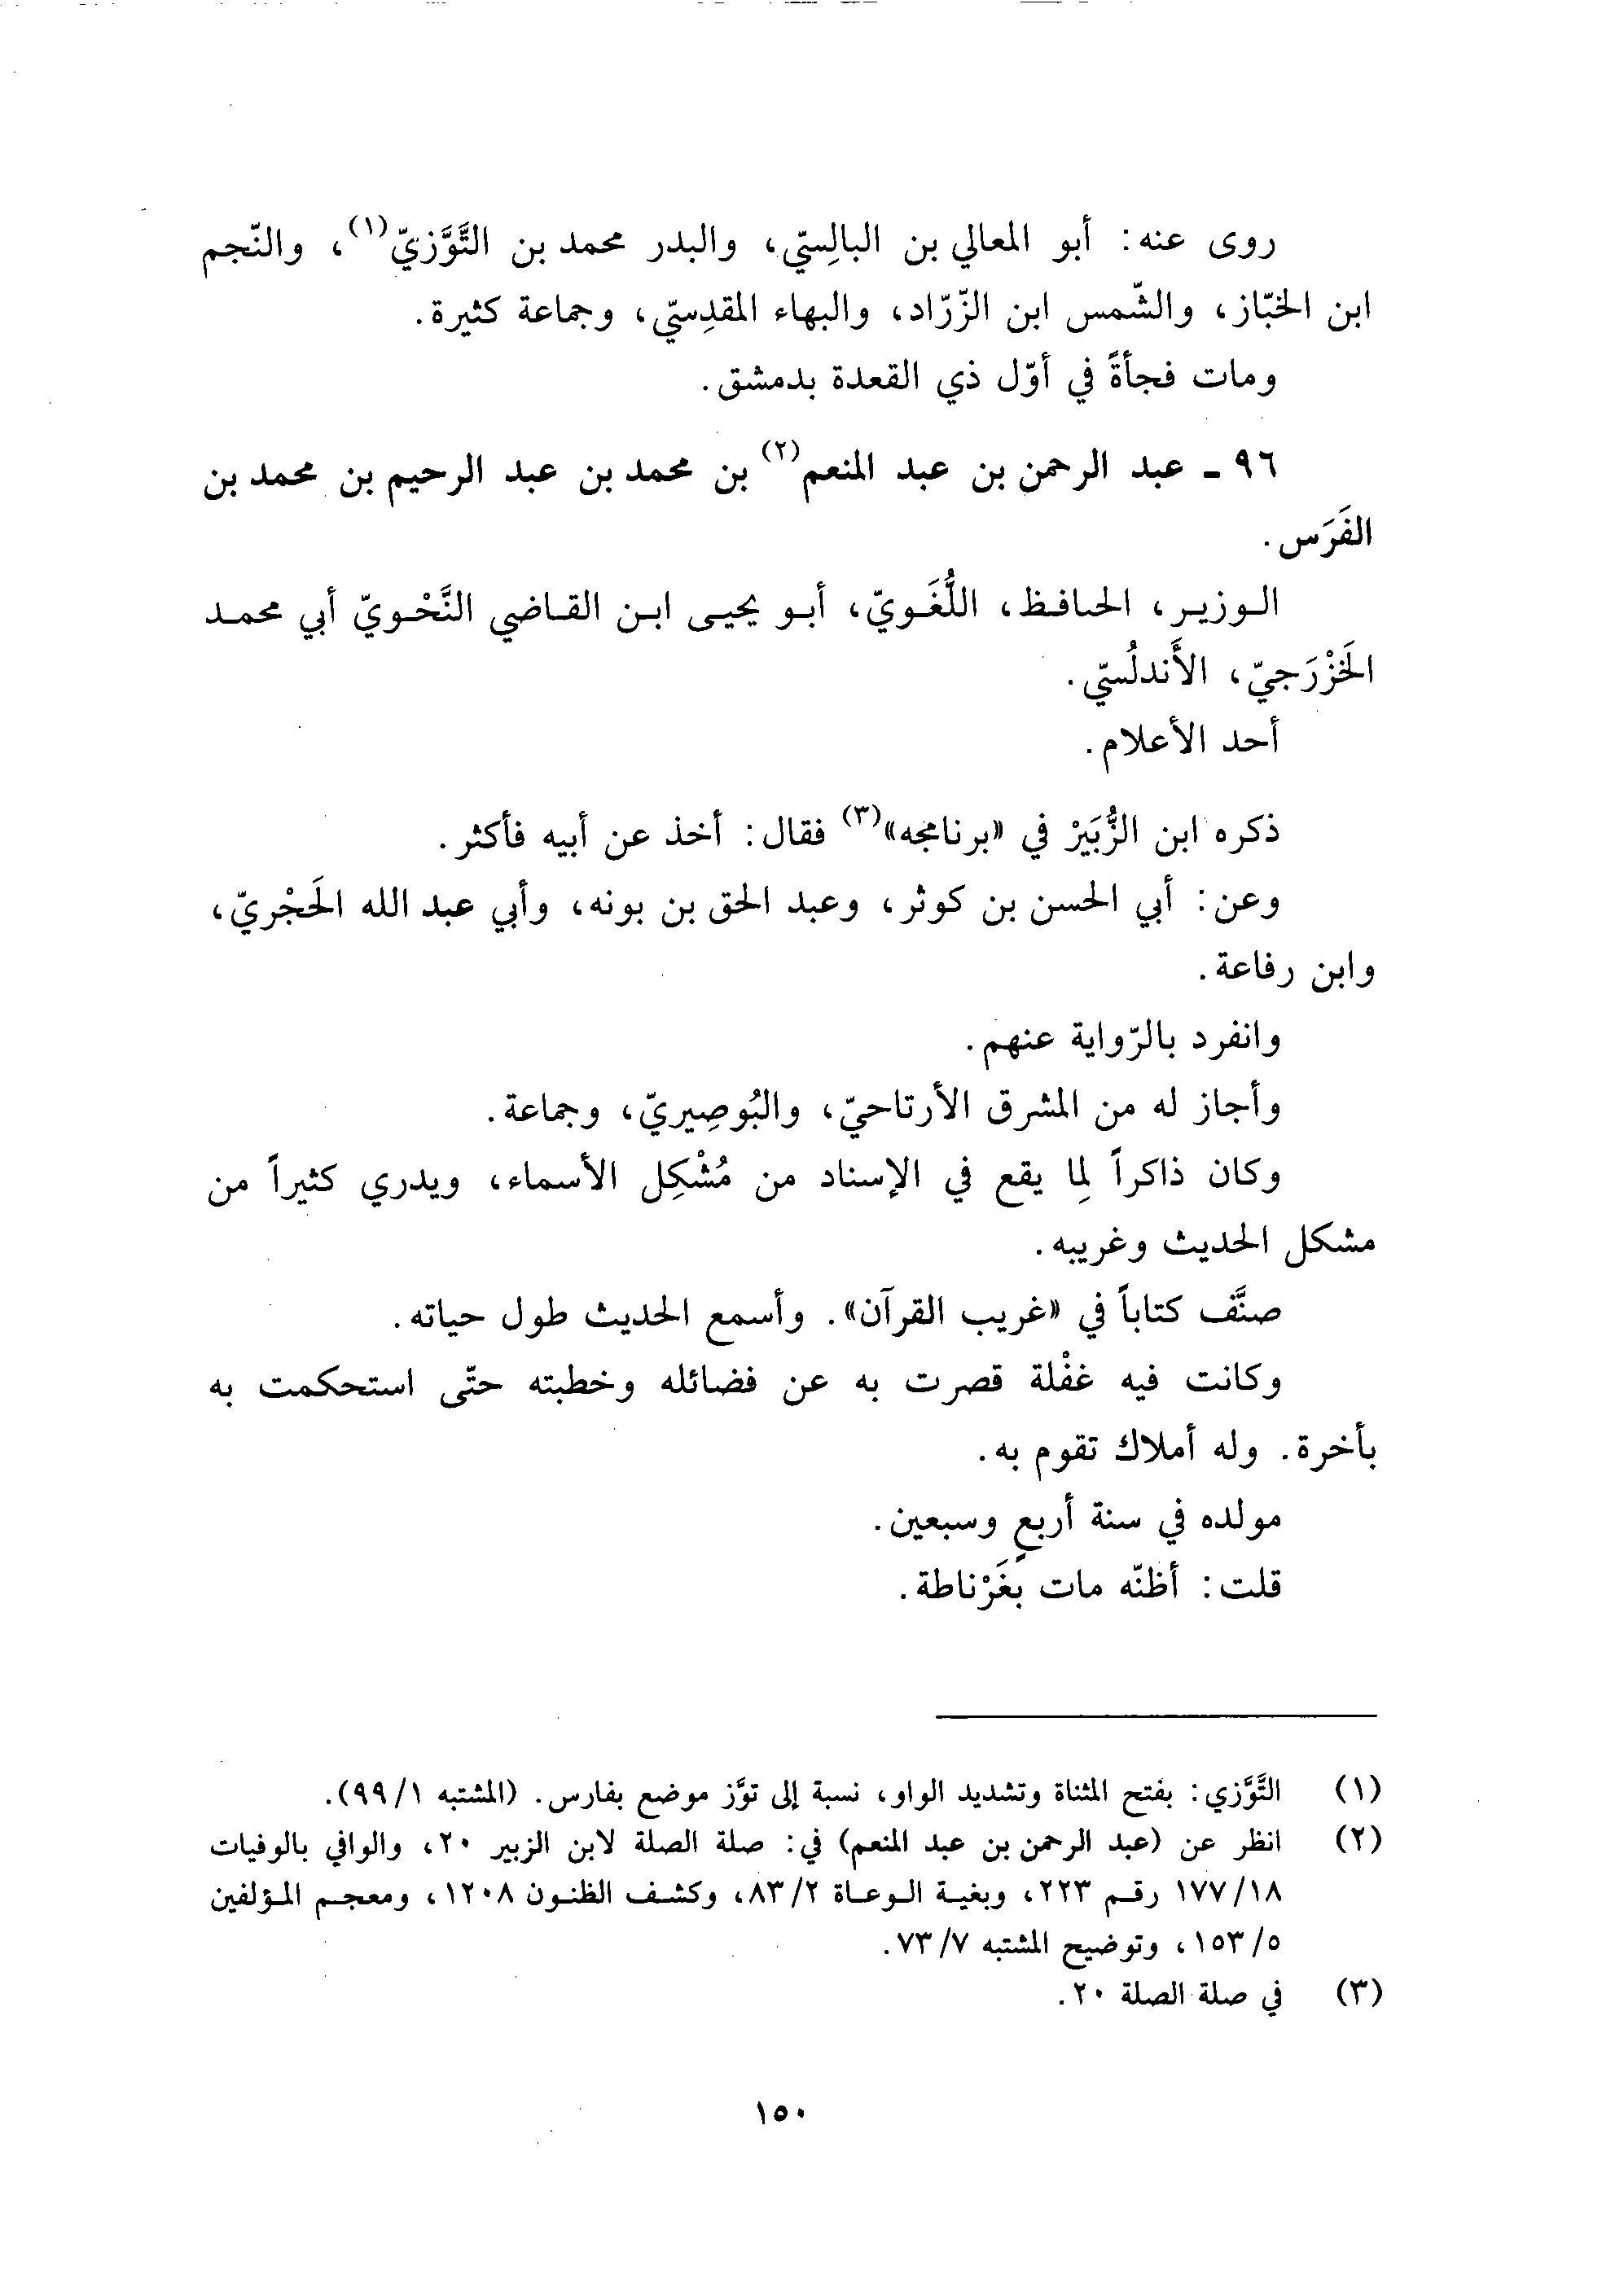 روى عنه: أبو المعالي بن البالِسيّ، والبدر محمد بن التَّوَّزيّ(١)، والنّجم
ابن الخبّاز، والشّمس ابن الزّرّاد، والبهاء المقدِسيّ، وجماعة كثيرة.
ومات فجأةً في أوّل ذي القعدة بدمشق.
٩٦ ـ عبد الرحمن بن عبد المنعم(٢) بن محمد بن عبد الرحيم بن محمد بن
الفَرَس.
الوزير، الحافظ، اللُّغَويّ، أبو يحيى ابن القاضي النَّحْويّ أبي محمد
الخَزْرَجيّ، الأَندلُسيّ.
أحد الأعلام.
ذكره ابن الزُّبَيْر في «برنامجه»(٣) فقال: أخذ عن أبيه فأكثر.
وعن: أبي الحسن بن كوثر، وعبد الحق بن بونه، وأبي عبد الله الحَجْريّ،
وابن رفاعة.
وانفرد بالرّواية عنهم.
وأجاز له من المشرق الأرتاحيّ، والبُوصِيريّ، وجماعة.
وكان ذاكراً لِما يقع في الإسناد من مُشْكِل الأسماء، ويدري كثيراً من
مشكل الحديث وغريبه.
صنَّف كتاباً في «غريب القرآن». وأسمع الحديث طول حياته.
وكانت فيه غفْلة قصرت به عن فضائله وخطبته حتّى استحكمت به
بأخرة. وله أملاك تقوم به.
مولده في سنة أربعٍ وسبعين.
قلت: أظنّه مات بغَرْناطة.
(١) التَّوَّزي: بفتح المثناة وتشديد الواو، نسبة إلى توَّز موضع بفارس. (المشتبه ١/ ٩٩).
(٢) انظر عن (عبد الرحمن بن عبد المنعم) في: صلة الصلة لابن الزبير ٢٠، والوافي بالوفيات
١٨/ ١٧٧ رقم ٢٢٣، وبغية الوعاة ٢/ ٨٣، وكشف الظنون ١٢٠٨، ومعجم المؤلفين
٥/ ١٥٣، وتوضيح المشتبه ٧/ ٧٣.
(٣) في صلة الصلة ٢٠.
١٥٠